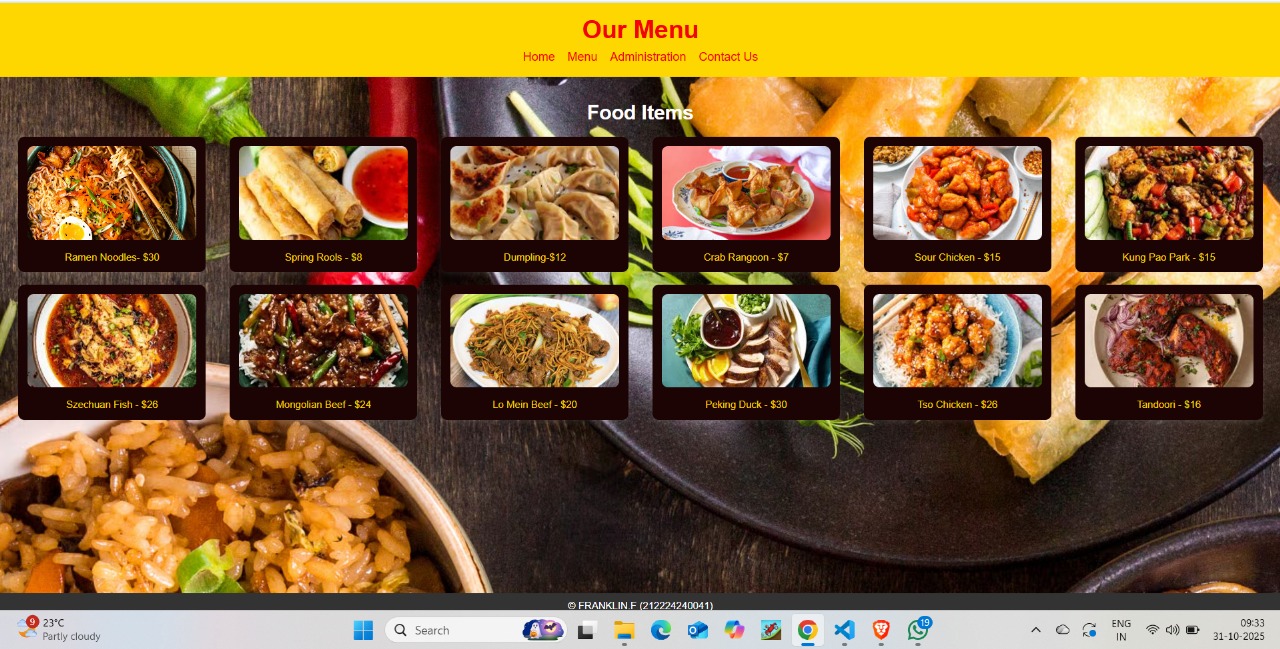 Our Menu
Home Menu Administration Contact Us
Food Items
Ramen Noodles- $30
Spring Rools - $8
Dumpling-$12
Crab Rangoon - $7
Sour Chicken - $15
Kung Pao Park - $15
Szechuan Fish - $26
Mongolian Beef - $24
Lo Mein Beef - $20
Peking Duck - $30
Tso Chicken - $26
Tandoori - $16
© FRANKLIN.F (212224240041)
9
23°C
Partly cloudy
Search
19
ENG
IN
09:33
31-10-2025